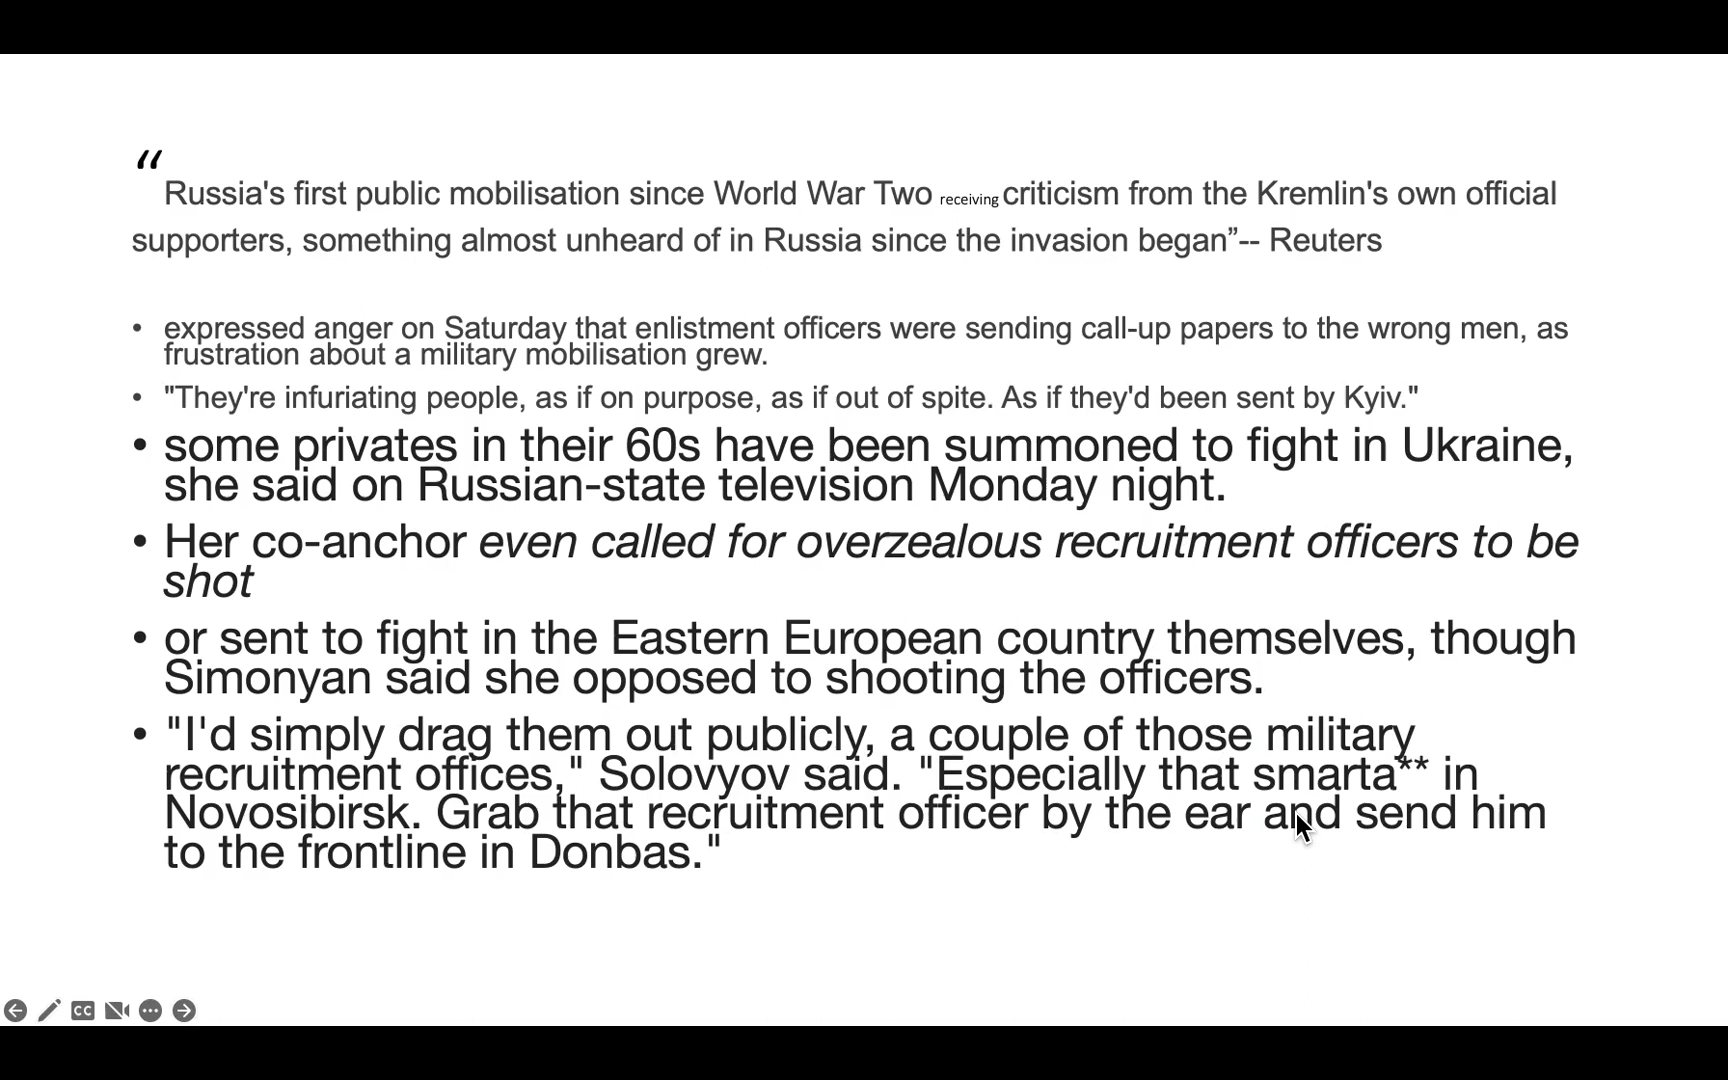 “
Russia's first public mobilisation since World War Two receiving criticism from the Kremlin's own official
supporters, something almost unheard of in Russia since the invasion began”-- Reuters
• expressed anger on Saturday that enlistment officers were sending call-up papers to the wrong men, as
frustration about a military mobilisation grew.
• "They're infuriating people, as if on purpose, as if out of spite. As if they'd been sent by Kyiv."
• some privates in their 60s have been summoned to fight in Ukraine,
she said on Russian-state television Monday night.
• Her co-anchor even called for overzealous recruitment officers to be
shot
• or sent to fight in the Eastern European country themselves, though
Simonyan said she opposed to shooting the officers.
• "I'd simply drag them out publicly, a couple of those military
recruitment offices," Solovyov said. "Especially that smarta** in
Novosibirsk. Grab that recruitment officer by the ear and send him
to the frontline in Donbas."
CC